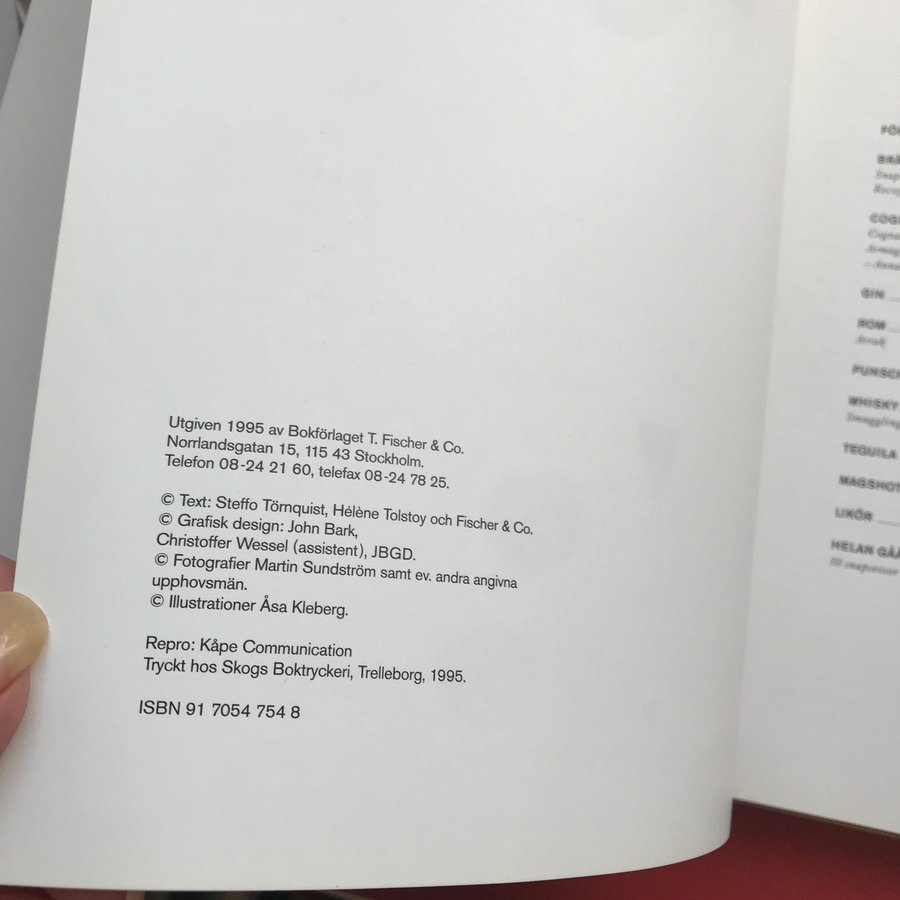 Utgiven 1995 av Bokförlaget T. Fischer & Co.
Norrlandsgatan 15, 115 43 Stockholm.
Telefon 08-24 21 60, telefax 08-24 78 25.
© Text: Steffo Törnquist, Hélène Tolstoy och Fischer & Co.
© Grafisk design: John Bark,
Christoffer Wessel (assistent), JBGD.
© Fotografier Martin Sundström samt ev. andra angivna
upphovsmän.
© Illustrationer Åsa Kleberg.
Repro: Kåpe Communication
Tryckt hos Skogs Boktryckeri, Trelleborg, 1995.
ISBN 91 7054 754 8
GIN
ROM
PUNSCH
WHISKY
TEQUILA
LIKÖR
HELAN